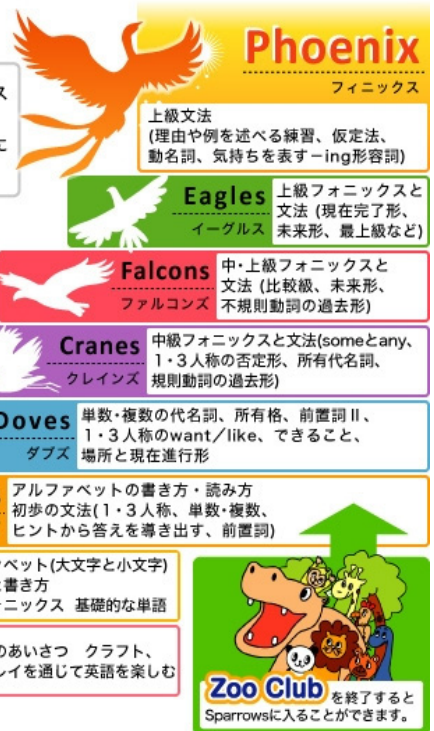 Phoenix
フィニックス
上級文法
(理由や例を述べる練習、仮定法、
動名詞、気持ちを表すーing形容詞)
Eagles
イーグルス
上級フォニックスと
文法 (現在完了形、
未来形、最上級など)
Falcons
ファルコンズ
中・上級フォニックスと
文法 (比較級、未来形、
不規則動詞の過去形)
Cranes
クレインズ
中級フォニックスと文法(someとany、
1・3人称の否定形、所有代名詞、
規則動詞の過去形)
Doves
ダブズ
単数・複数の代名詞、所有格、前置詞Ⅱ、
1・3人称のwant／like、できること、
場所と現在進行形
アルファベットの書き方・読み方
初歩の文法(1・3人称、単数・複数、
ヒントから答えを導き出す、前置詞)
ベット(大文字と小文字)
書き方
ニックス 基礎的な単語
のあいさつ クラフト、
レイを通じて英語を楽しむ
Zoo Club を終了すると
Sparrowsに入ることができます。